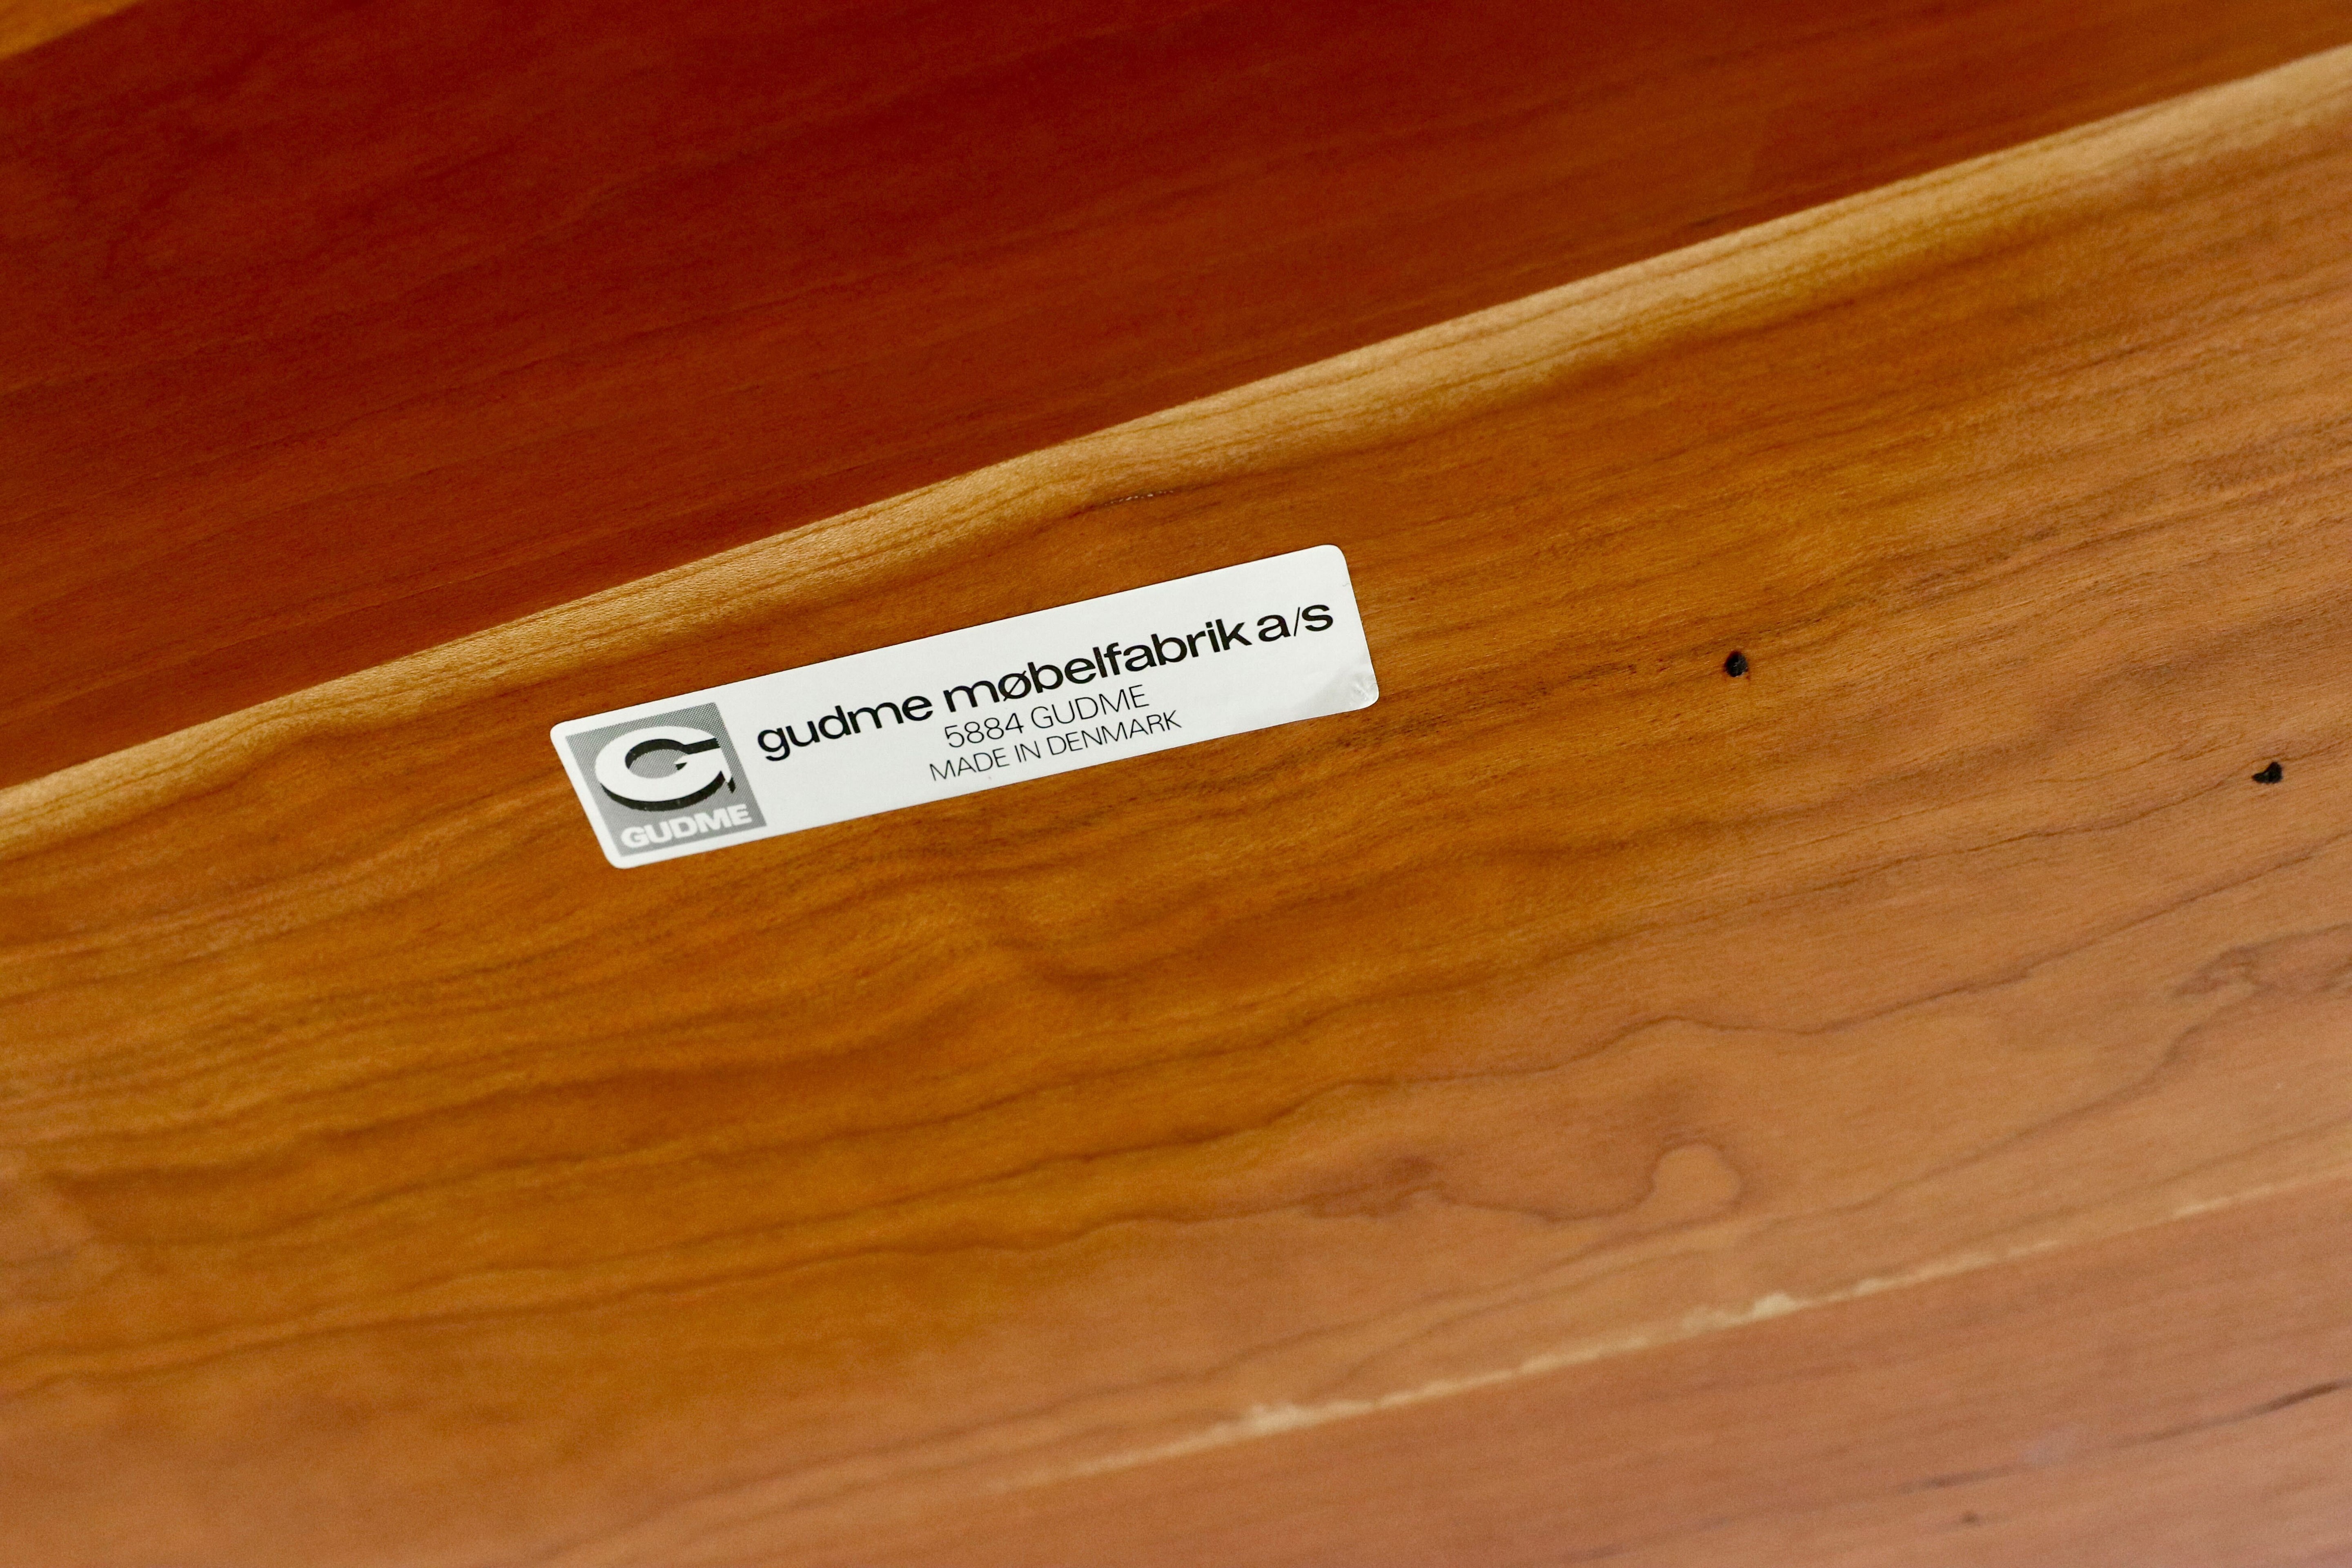 gudme møbelfabrik a/s
5884 GUDME
MADE IN DENMARK
G
GUDME